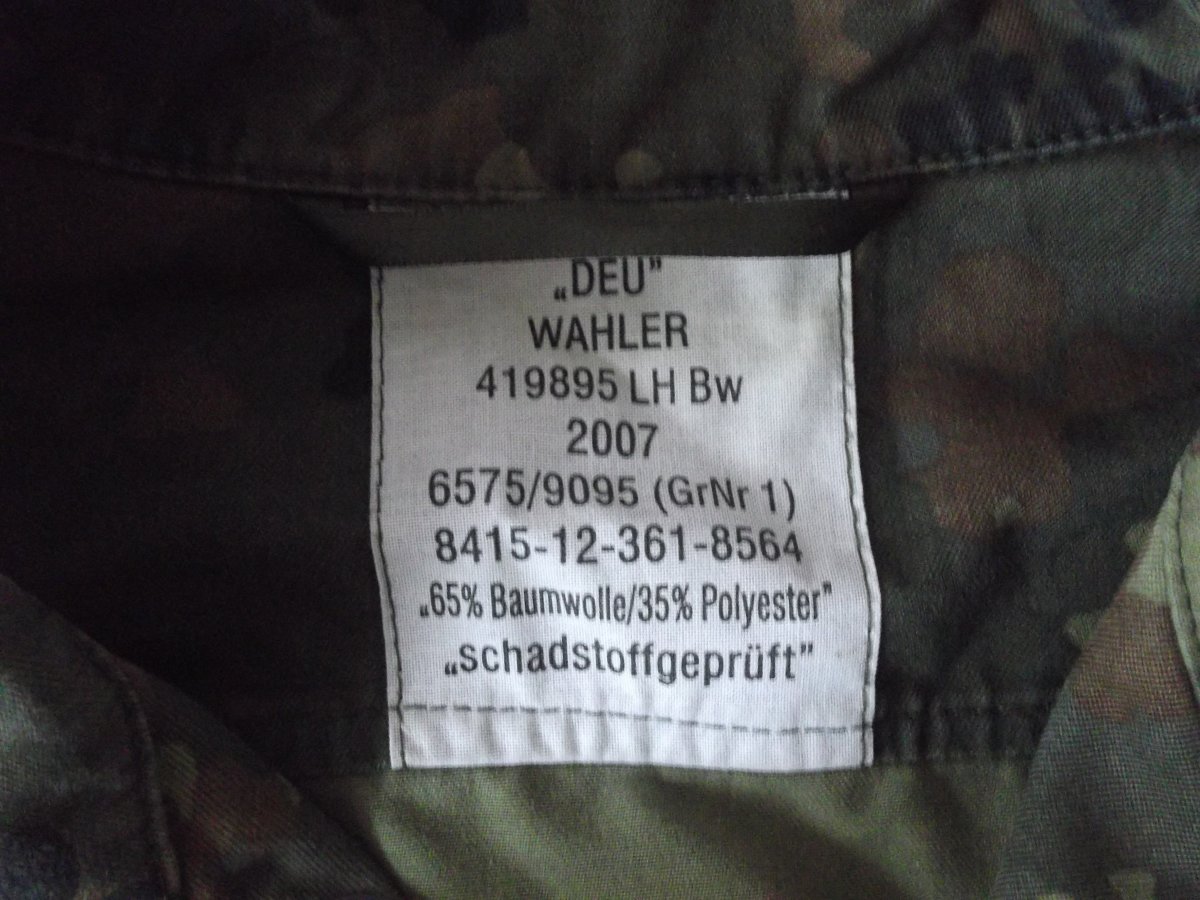 „DEU”
WAHLER
419895 LH Bw
2007
6575/9095 (GrNr 1)
8415-12-361-8564
„65% Baumwolle/35% Polyester”
„schadstoffgeprüft”